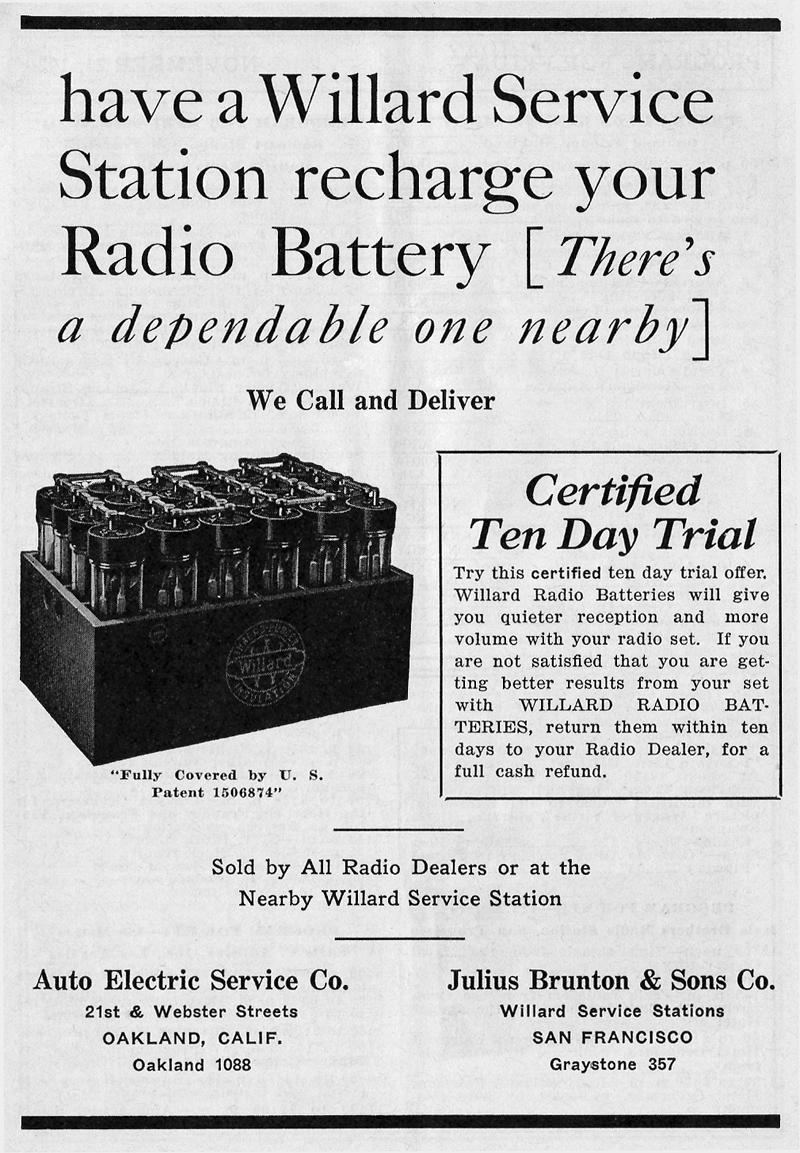 have a Willard Service
Station recharge your
Radio Battery [There's
a dependable one nearby]
We Call and Deliver
Willard
INSULATION
"Fully Covered by U. S.
Patent 1506874"
Certified
Ten Day Trial
Try this certified ten day trial offer.
Willard Radio Batteries will give
you quieter reception and more
volume with your radio set. If you
are not satisfied that you are get-
ting better results from your set
with WILLARD RADIO BAT-
TERIES, return them within ten
days to your Radio Dealer, for a
full cash refund.
Sold by All Radio Dealers or at the
Nearby Willard Service Station
Auto Electric Service Co.
21st & Webster Streets
OAKLAND, CALIF.
Oakland 1088
Julius Brunton & Sons Co.
Willard Service Stations
SAN FRANCISCO
Graystone 357